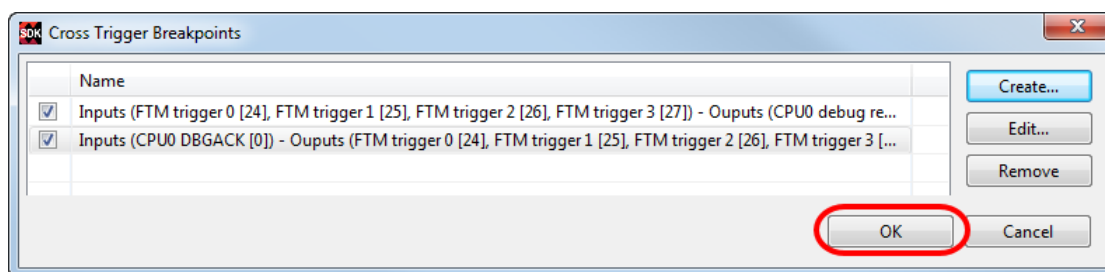 SDK Cross Trigger Breakpoints
Name
Inputs (FTM trigger 0 [24], FTM trigger 1 [25], FTM trigger 2 [26], FTM trigger 3 [27]) - Ouputs (CPU0 debug re...
Inputs (CPU0 DBGACK [0]) - Ouputs (FTM trigger 0 [24], FTM trigger 1 [25], FTM trigger 2 [26], FTM trigger 3 [...
Create...
Edit...
Remove
OK Cancel